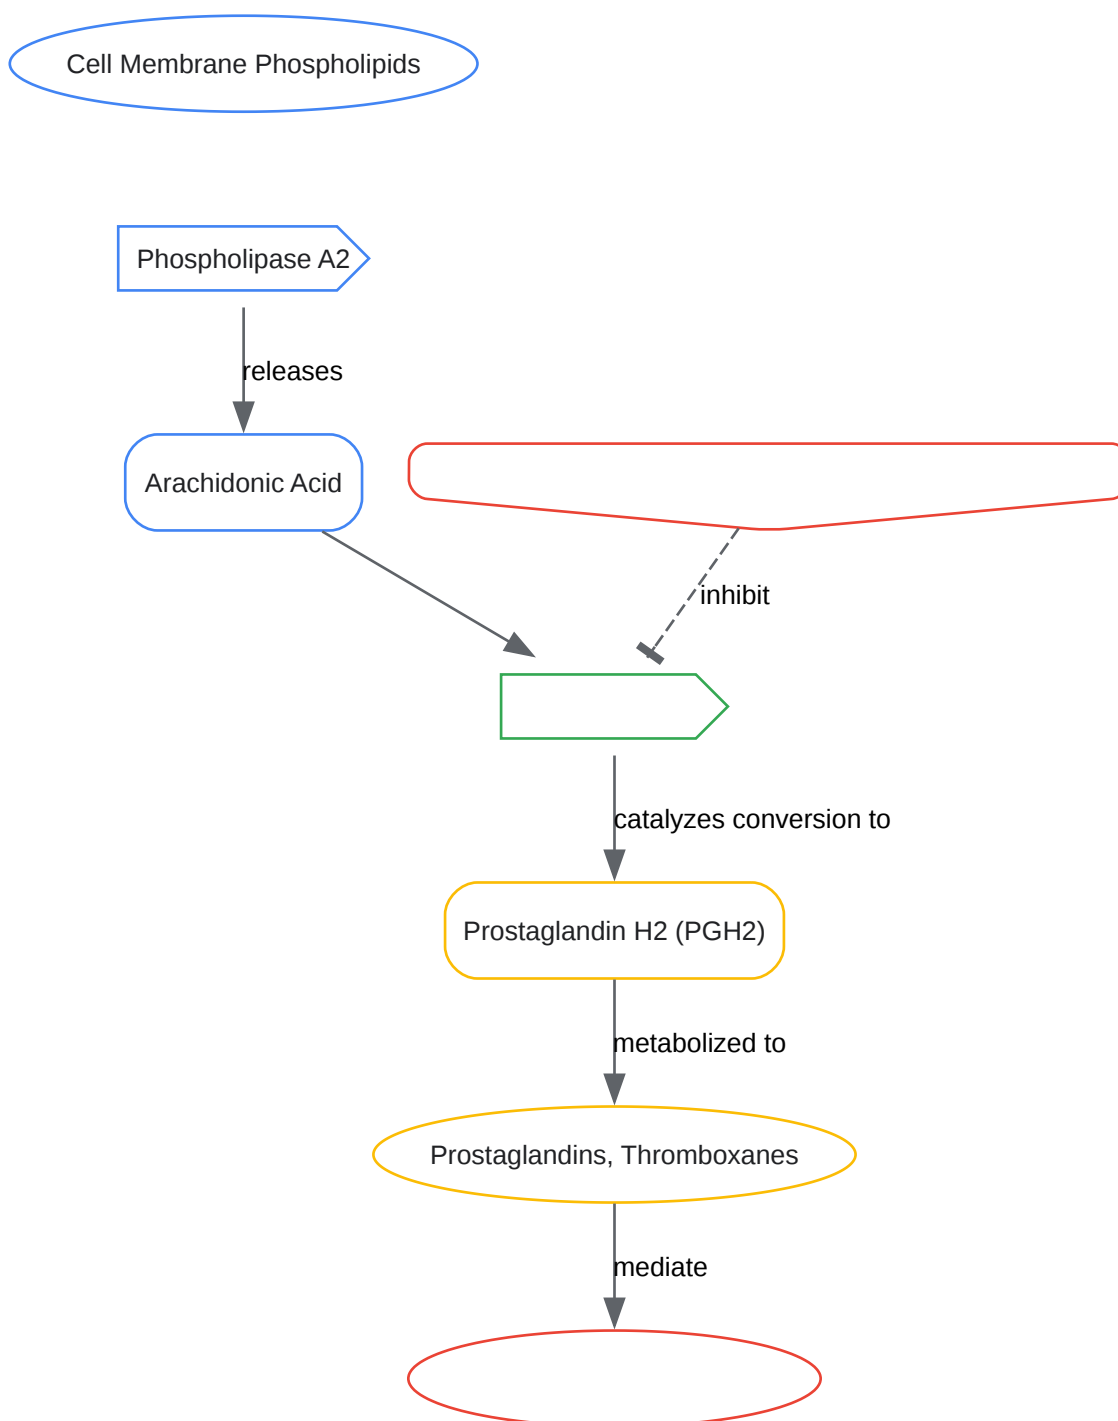 Cell Membrane Phospholipids
Phospholipase A2
releases
Arachidonic Acid
inhibit
catalyzes conversion to
Prostaglandin H2 (PGH2)
metabolized to
Prostaglandins, Thromboxanes
mediate